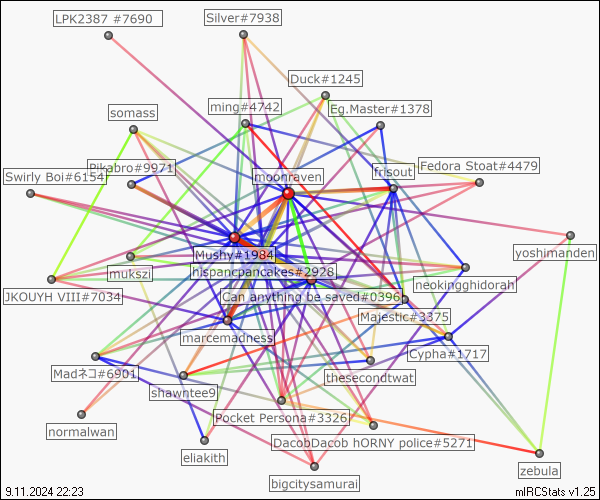 LPK2387 #7690
Silver#7938
Duck#1245
somass
ming#4742
Eg.Master#1378
Pikabro#9971
moonraven
frisout
Fedora Stoat#4479
Swirly Boi#6154
Mushy#1984
yoshimanden
mukszi
hispancpancakes#2928
neokingghidorah
JKOUYH VIII#7034
Can anything be saved#0396
Majestic#3375
marcemadness
Cypha#1717
Madネコ#6901
thesecondtwat
shawntee9
Pocket Persona#3326
normalwan
DacobDacob hORNY police#5271
eliakith
zebula
bigcitysamurai
9.11.2024 22:23
mIRCStats v1.25